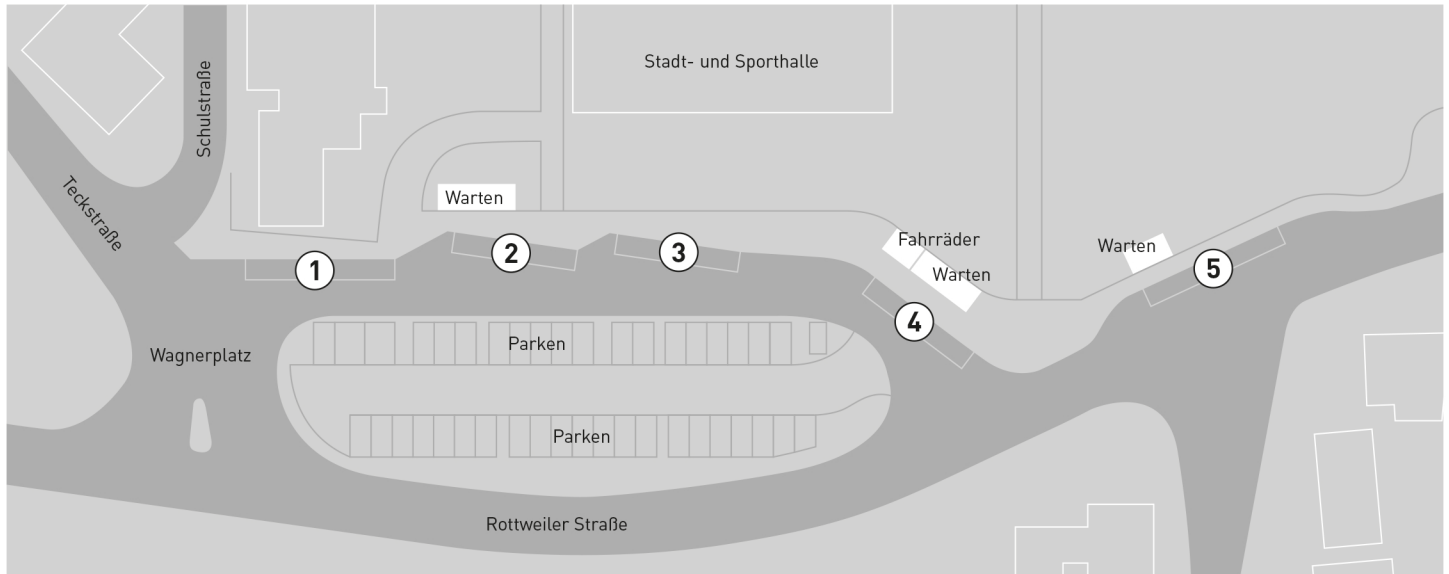 Stadt- und Sporthalle
Schulstraße
Teckstraße
Warten
Fahrräder
Warten
Warten
1
2
3
4
5
Parken
Wagnerplatz
Parken
Rottweiler Straße